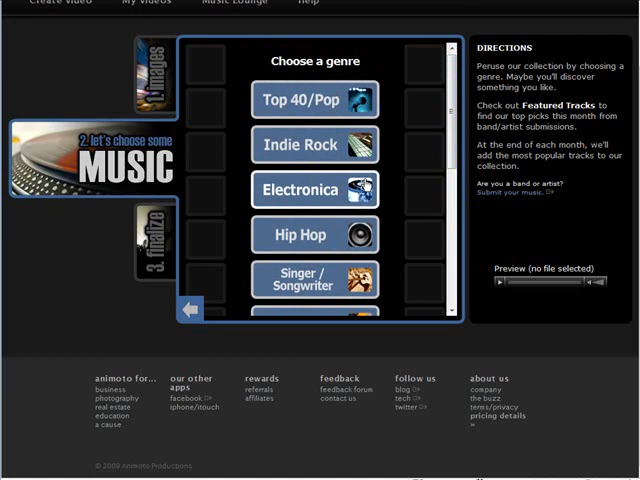 Create Video
My Videos
Music Lounge
Help
1. images
2. let's choose some
MUSIC
3. finalize
Choose a genre
Top 40/Pop
Indie Rock
Electronica
Hip Hop
Singer /
Songwriter
DIRECTIONS
Peruse our collection by choosing a
genre. Maybe you'll discover
something you like.
Check out Featured Tracks to
find our top picks this month from
band/artist submissions.
At the end of each month, we'll
add the most popular tracks to our
collection.
Are you a band or artist?
Submit your music.
Preview (no file selected)
animoto for...
business
photography
real estate
education
a cause
our other
apps
facebook
iphone/itouch
rewards
referrals
affiliates
feedback
feedback forum
contact us
follow us
blog
tech
twitter
about us
company
the buzz
terms/privacy
pricing details
»
© 2009 Animoto Productions